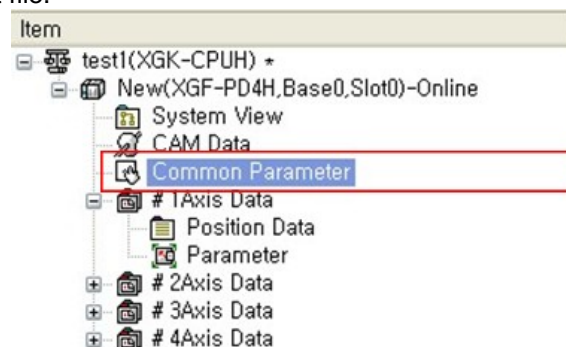 file.
Item
test1(XGK-CPUH) *
New(XGF-PD4H,Base0,Slot0)-Online
System View
CAM Data
Common Parameter
# 1Axis Data
Position Data
Parameter
# 2Axis Data
# 3Axis Data
# 4Axis Data